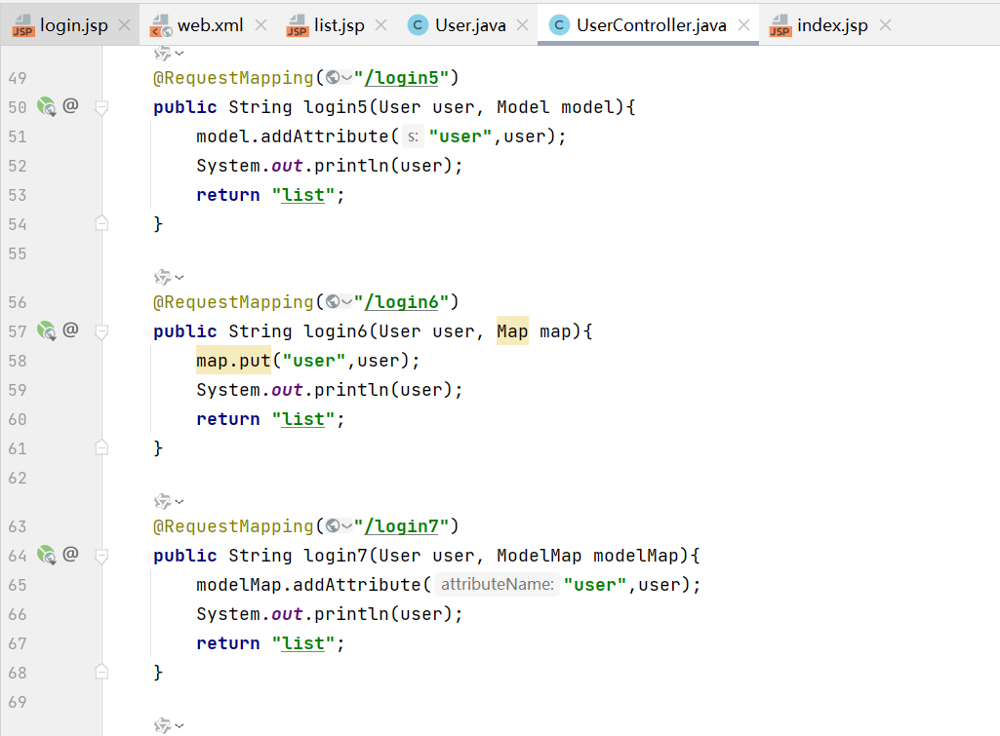 login.jsp web.xml list.jsp User.java UserController.java index.jsp
49 @RequestMapping("/login5")
50 public String login5(User user, Model model){
51 model.addAttribute( s: "user",user);
52 System.out.println(user);
53 return "list";
54 }
55
56 @RequestMapping("/login6")
57 public String login6(User user, Map map){
58 map.put("user",user);
59 System.out.println(user);
60 return "list";
61 }
62
63 @RequestMapping("/login7")
64 public String login7(User user, ModelMap modelMap){
65 modelMap.addAttribute( attributeName: "user",user);
66 System.out.println(user);
67 return "list";
68 }
69